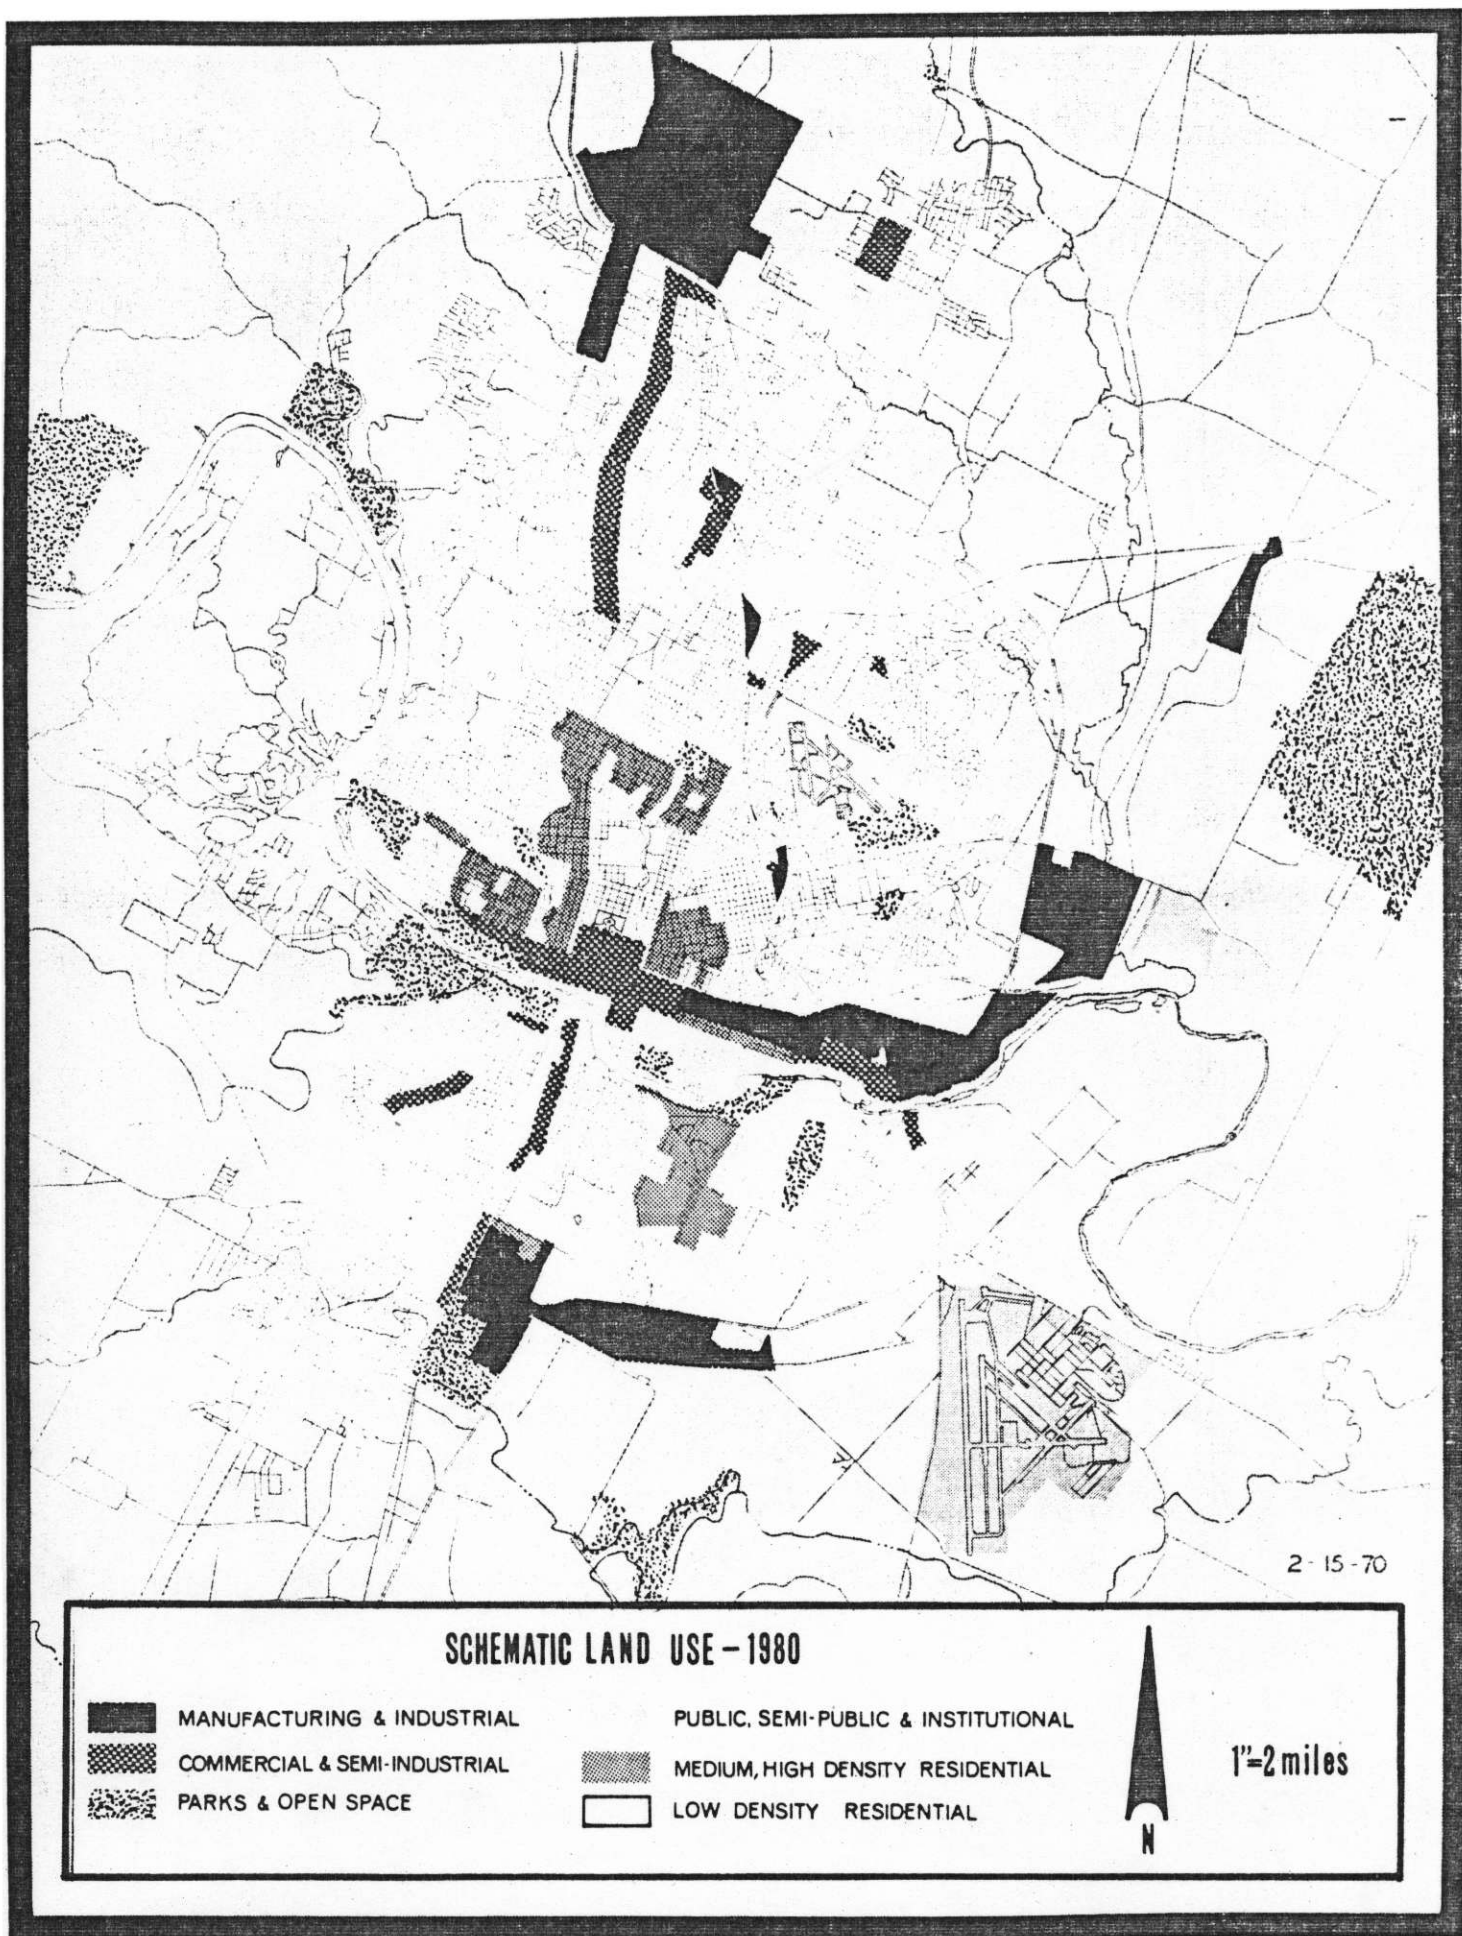 2-15-70
SCHEMATIC LAND USE - 1980
MANUFACTURING & INDUSTRIAL
COMMERCIAL & SEMI-INDUSTRIAL
PARKS & OPEN SPACE
PUBLIC, SEMI-PUBLIC & INSTITUTIONAL
MEDIUM, HIGH DENSITY RESIDENTIAL
LOW DENSITY RESIDENTIAL
N
1"=2 miles